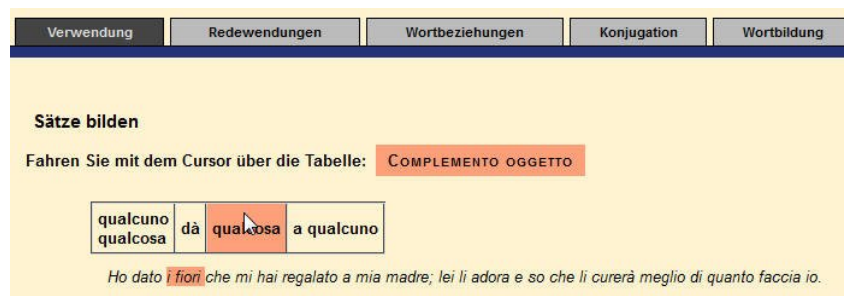 Verwendung Redewendungen Wortbeziehungen Konjugation Wortbildung
Sätze bilden
Fahren Sie mit dem Cursor über die Tabelle: COMPLEMENTO OGGETTO
qualcuno
qualcosa dà qualcosa a qualcuno
Ho dato i fiori che mi hai regalato a mia madre; lei li adora e so che li curerà meglio di quanto faccia io.